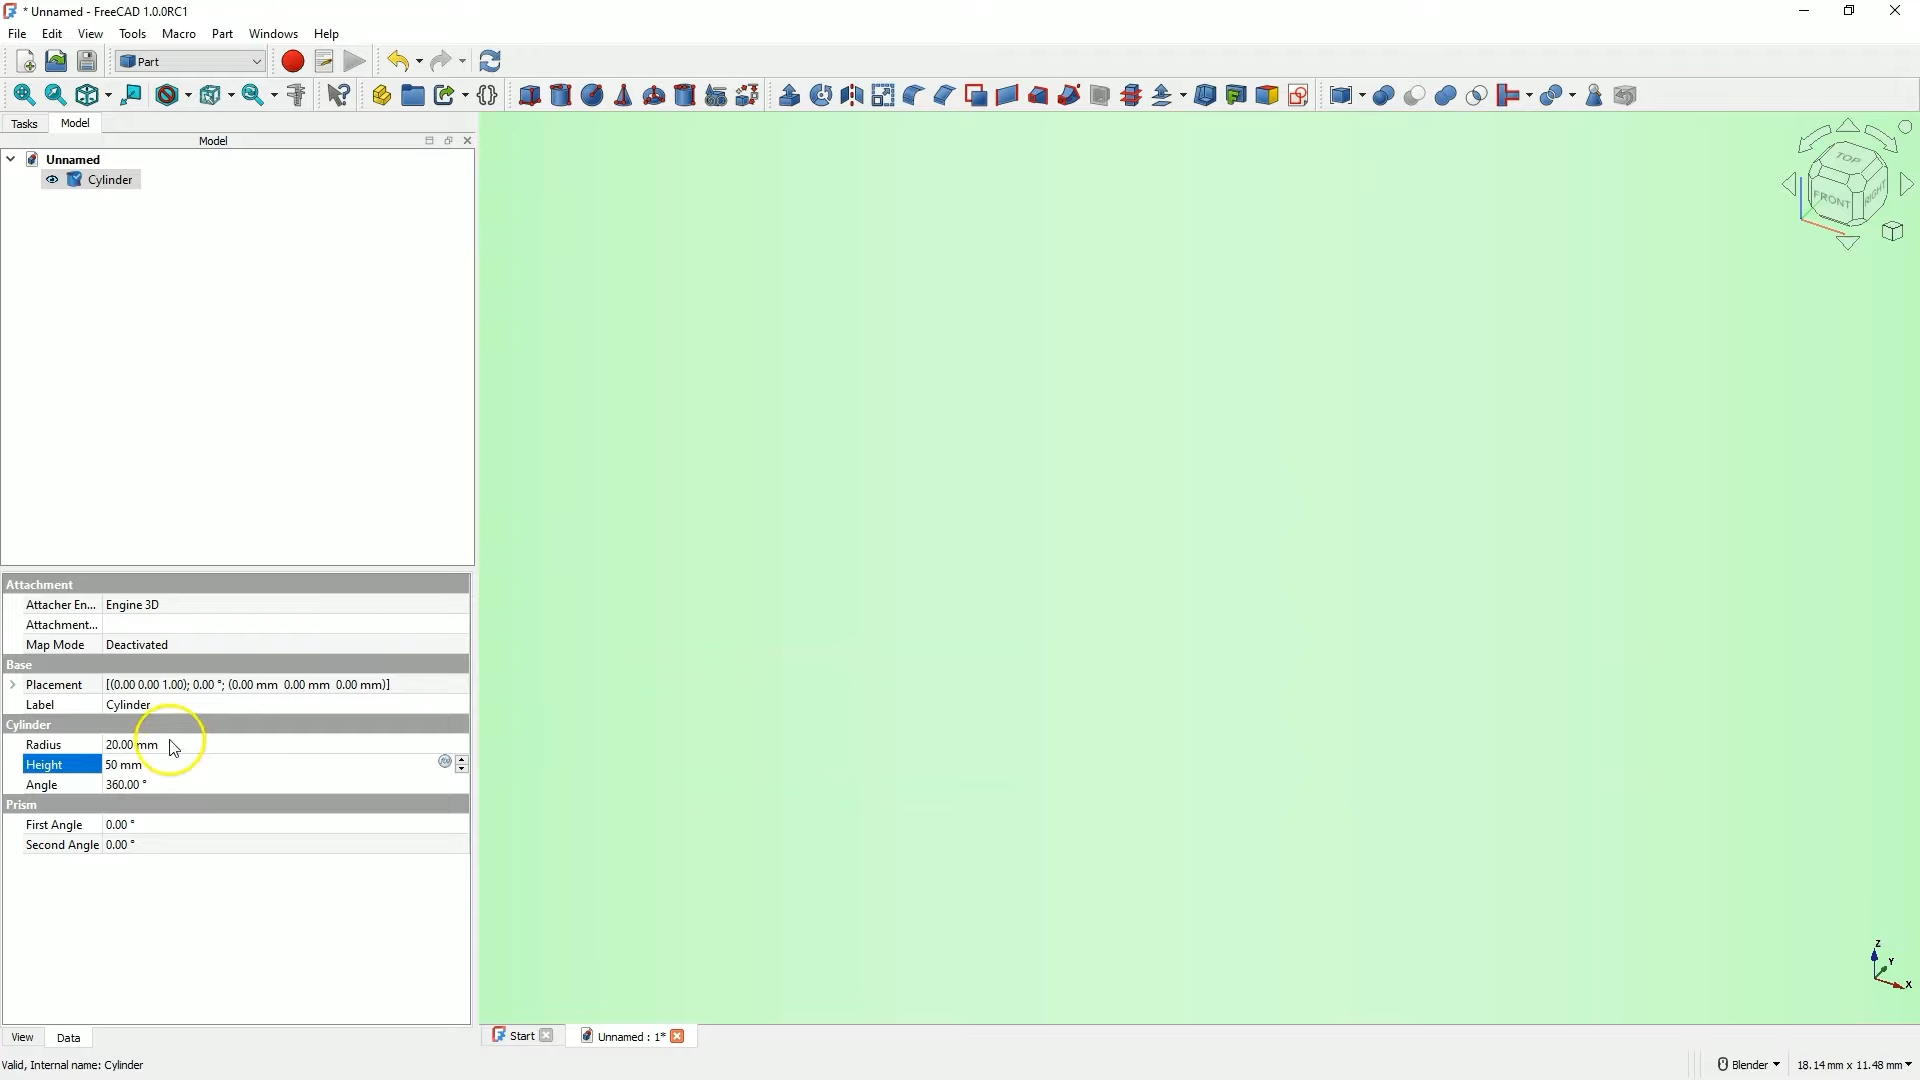 * Unnamed - FreeCAD 1.0.0RC1
File Edit View Tools Macro Part Windows Help
Part
Tasks Model
Model
Unnamed
Cylinder
TOP
FRONT
RIGHT
Attachment
Attacher En... Engine 3D
Attachment...
Map Mode Deactivated
Base
Placement [(0.00 0.00 1.00); 0.00 °; (0.00 mm 0.00 mm 0.00 mm)]
Label Cylinder
Cylinder
Radius 20.00 mm
Height 50 mm
Angle 360.00 °
Prism
First Angle 0.00 °
Second Angle 0.00 °
Z
Y
X
View Data
Start Unnamed : 1*
Valid, Internal name: Cylinder
Blender 18.14 mm x 11.48 mm